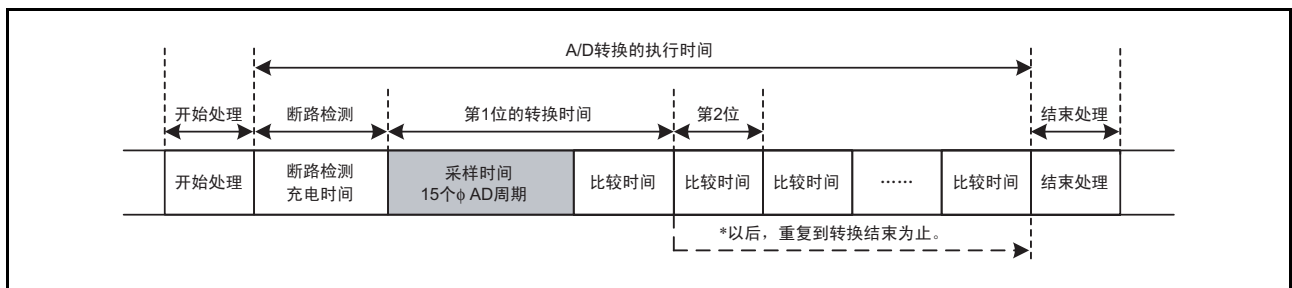 A/D转换的执行时间
开始处理
断路检测
第1位的转换时间
第2位
结束处理
开始处理
断路检测
充电时间
采样时间
15个ϕ AD周期
比较时间
比较时间
比较时间
……
比较时间
结束处理
*以后，重复到转换结束为止。